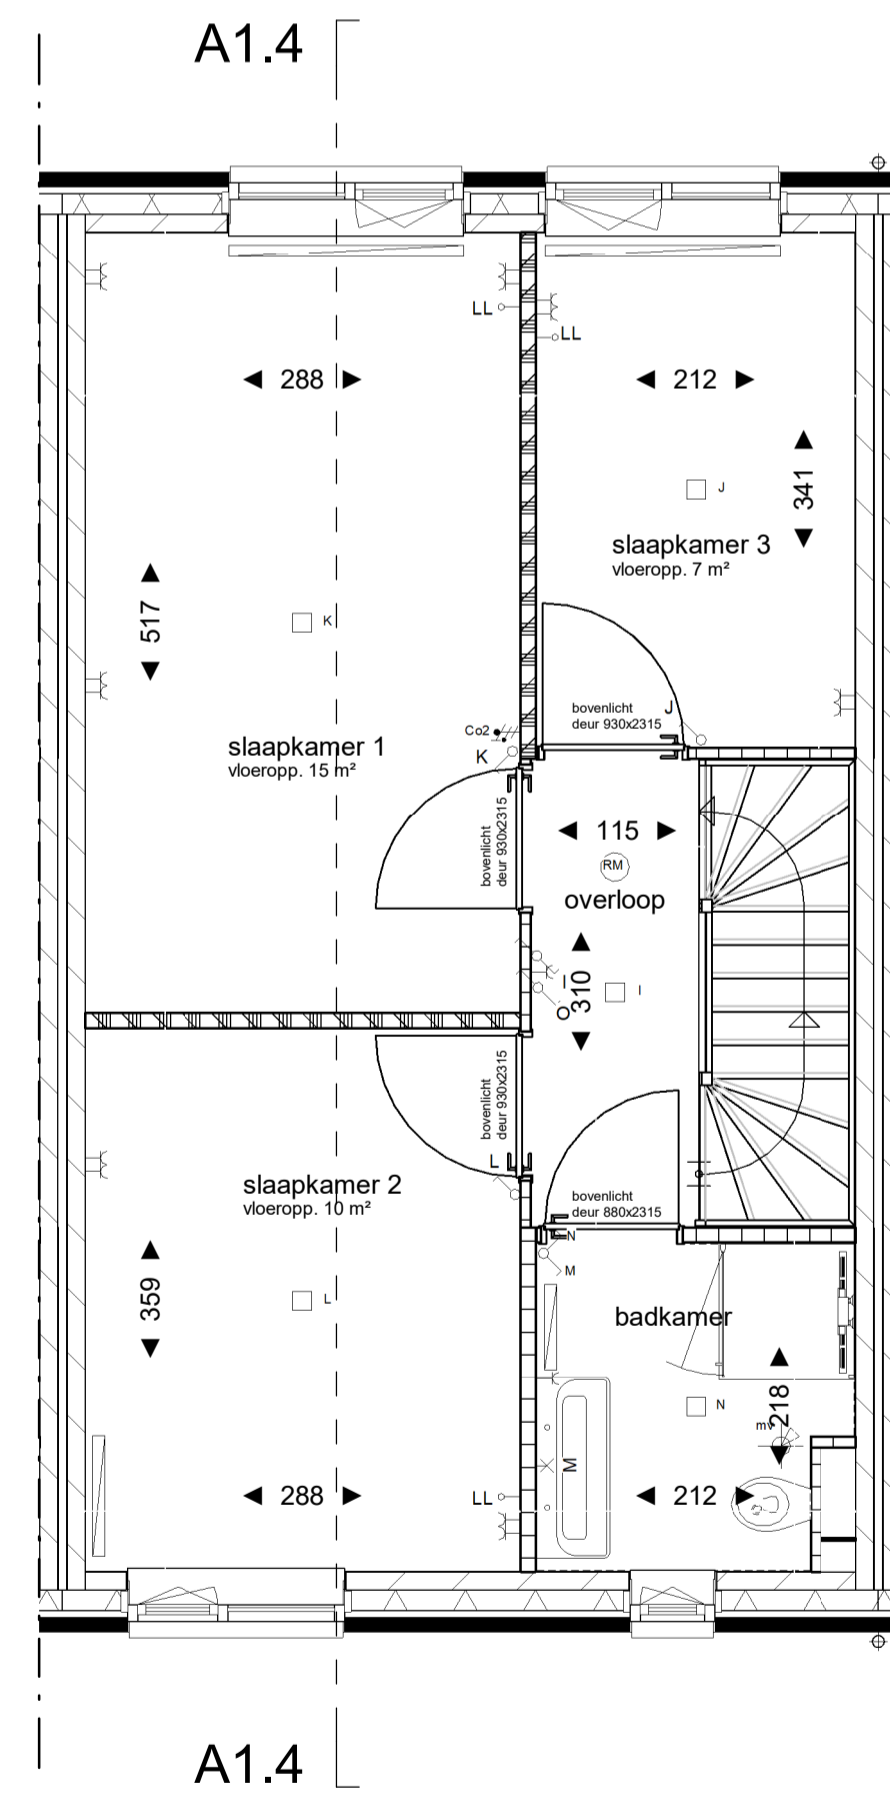 A1.4
LL
LL
288
212
341
J
slaapkamer 3
vloeropp. 7 m²
517
K
bovenlicht
deur 930x2315
J
Co2
K
slaapkamer 1
vloeropp. 15 m²
bovenlicht
deur 930x2315
115
RM
overloop
I
310
I
O
bovenlicht
deur 930x2315
L
slaapkamer 2
vloeropp. 10 m²
bovenlicht
deur 880x2315
N
M
359
L
badkamer
N
218
mv
M
288
LL
212
A1.4